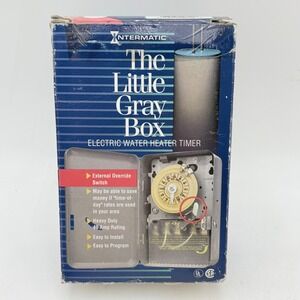 INTERMATIC
The
Little
Gray
Box
ELECTRIC WATER HEATER TIMER
External Override
Switch
May be able to save
money if "time-of-
day" rates are used
in your area
Heavy Duty
40 Amp Rating
Easy to Install
Easy to Program